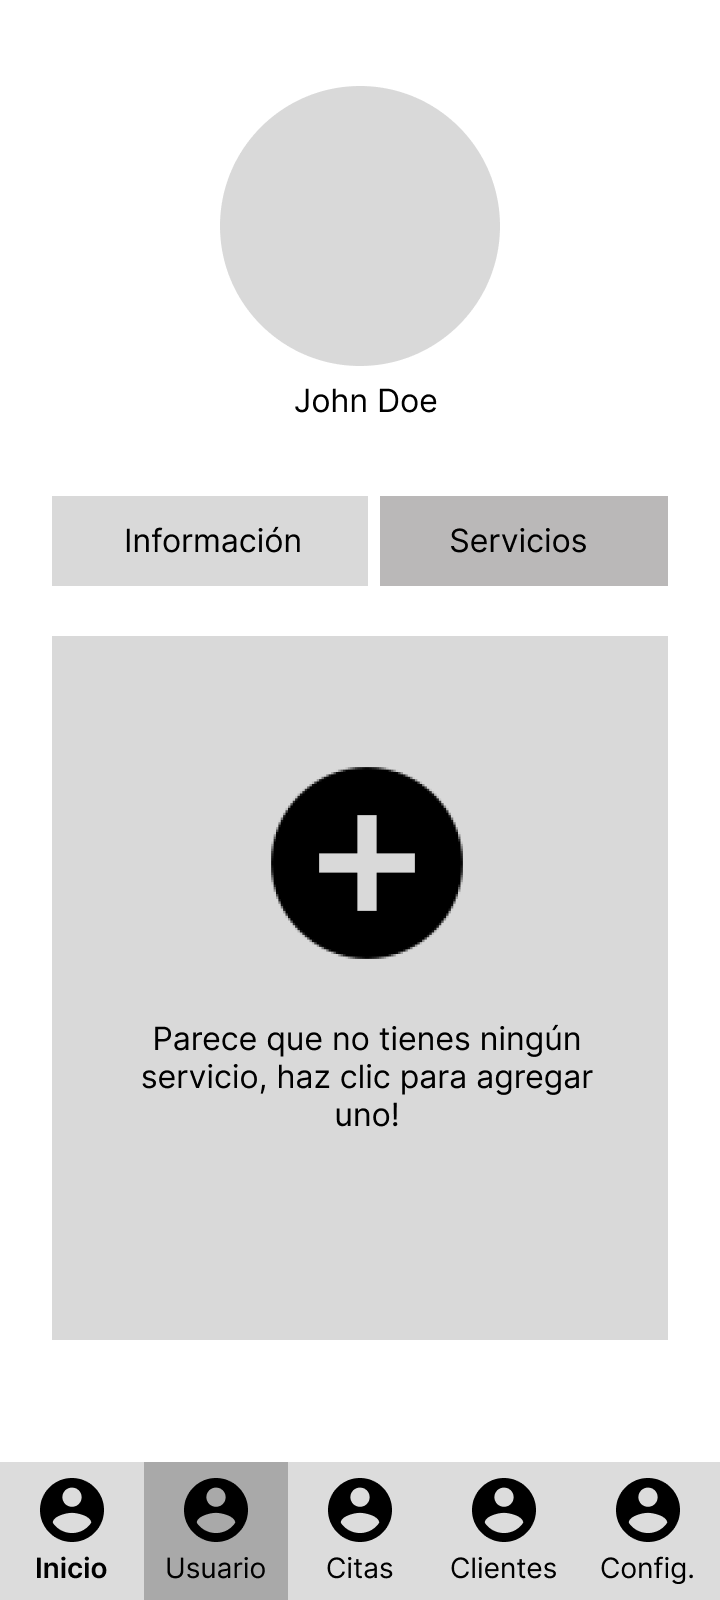 John Doe
Información
Servicios
Parece que no tienes ningún
servicio, haz clic para agregar
uno!
Inicio
Usuario
Citas
Clientes
Config.